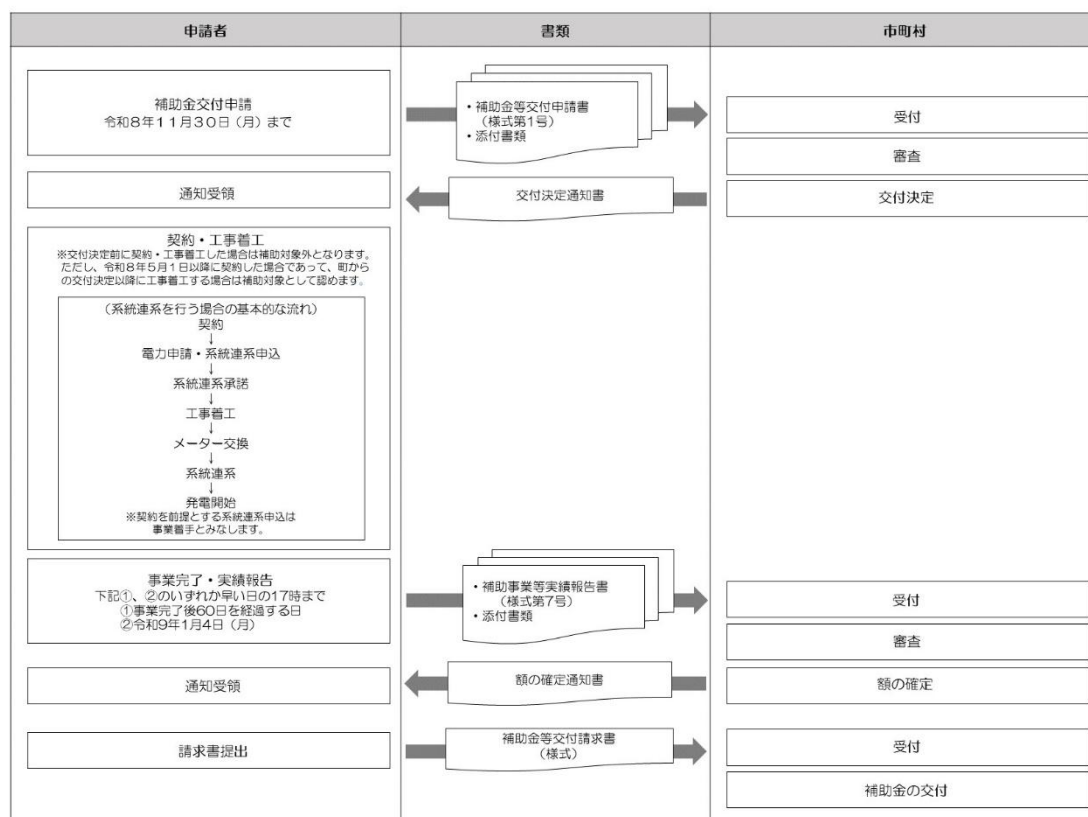 申請者
書類
市町村
補助金交付申請
令和8年11月30日（月）まで
・補助金等交付申請書
（様式第1号）
・添付書類
受付
審査
通知受領
交付決定通知書
交付決定
契約・工事着工
※交付決定前に契約・工事着工した場合は補助対象外となります。
ただし、令和8年5月1日以降に契約した場合であって、町から
の交付決定以降に工事着工する場合は補助対象として認めます。
（系統連系を行う場合の基本的な流れ）
契約
↓
電力申請・系統連系申込
↓
系統連系承諾
↓
工事着工
↓
メーター交換
↓
系統連系
↓
発電開始
※契約を前提とする系統連系申込は
事業着手とみなします。
事業完了・実績報告
下記①、②のいずれか早い日の17時まで
①事業完了後60日を経過する日
②令和9年1月4日（月）
・補助事業等実績報告書
（様式第7号）
・添付書類
受付
審査
通知受領
額の確定通知書
額の確定
請求書提出
補助金等交付請求書
（様式）
受付
補助金の交付